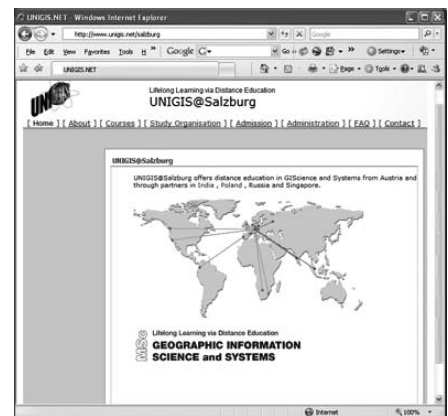 UNIGIS.NET - Windows Internet Explorer
http://www.unigis.net/salzburg
Google
File Edit View Favorites Tools H »
Google G
Go
Settings
UNIGIS.NET
Page Tools
UNIGIS
Lifelong Learning via Distance Education
UNIGIS@Salzburg
[ Home ] [ About ] [ Courses ] [ Study Organisation ] [ Admission ] [ Administration ] [ FAQ ] [ Contact ]
UNIGIS@Salzburg
UNIGIS@Salzburg offers distance education in GIScience and Systems from Austria and
through partners in India , Poland , Russia and Singapore.
MSc
Lifelong Learning via Distance Education
GEOGRAPHIC INFORMATION
SCIENCE and SYSTEMS
Internet
100%